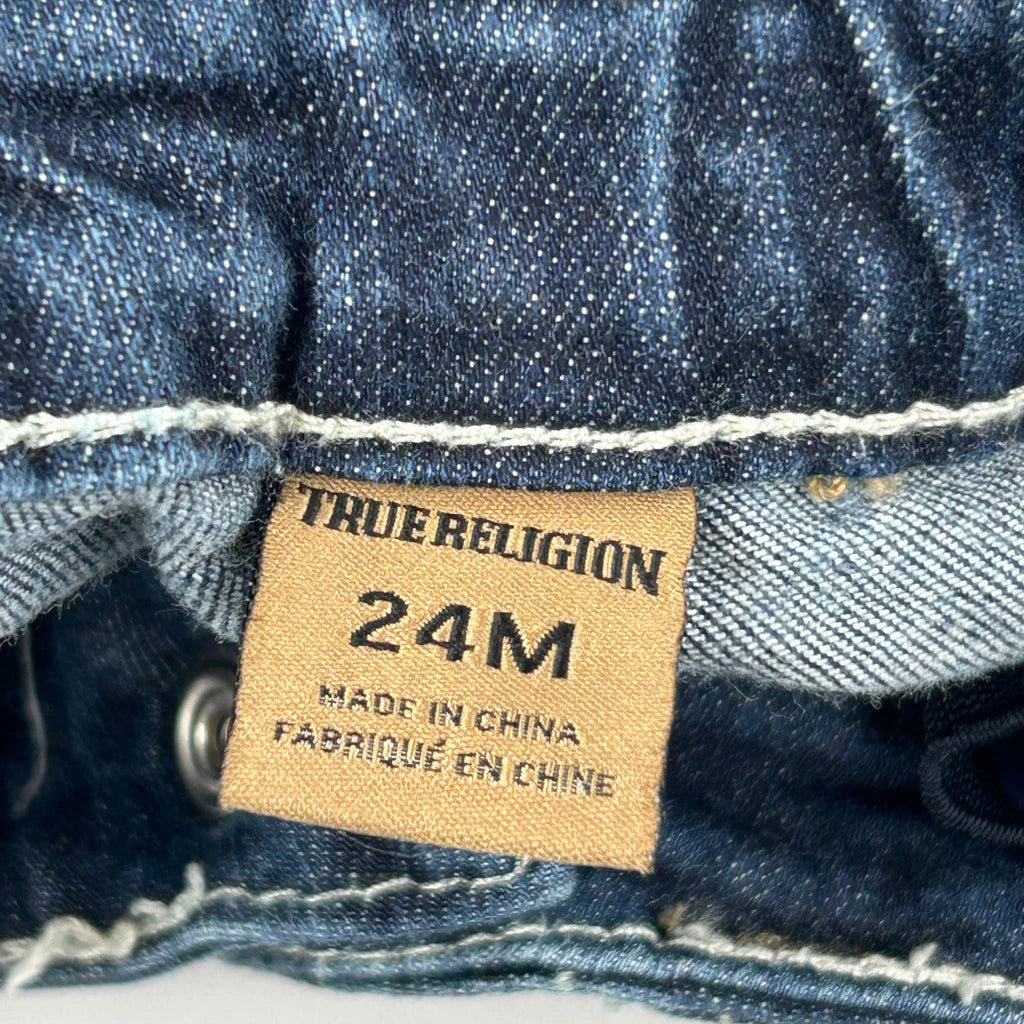 TRUE RELIGION
24M
MADE IN CHINA
FABRIQUÉ EN CHINE